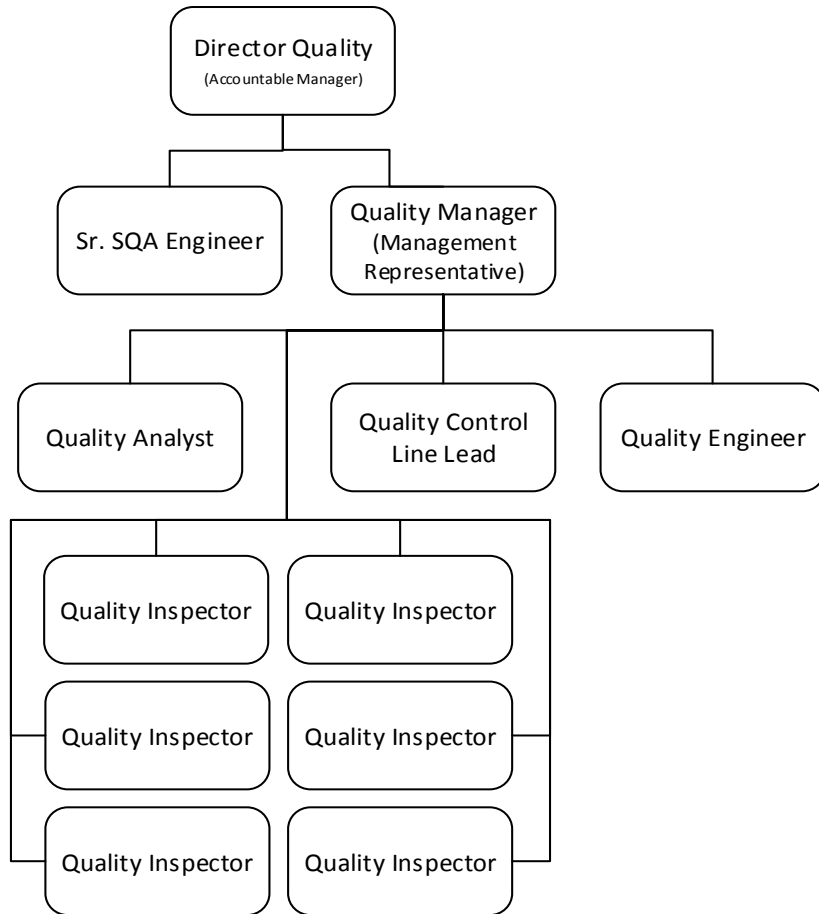 Director Quality
(Accountable Manager)
Sr. SQA Engineer
Quality Manager
(Management
Representative)
Quality Analyst
Quality Control
Line Lead
Quality Engineer
Quality Inspector
Quality Inspector
Quality Inspector
Quality Inspector
Quality Inspector
Quality Inspector